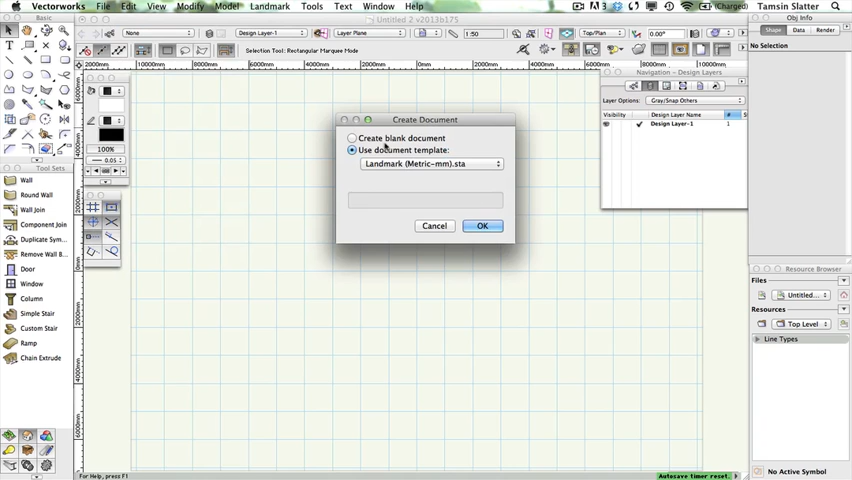 Vectorworks File Edit View Modify Model Landmark Tools Text Window Help 3 (Charged) Tamsin Slatter
Untitled 2 v2013b175
Basic
None
Design Layer-1
Layer Plane
1:50
Top/Plan
0.00°
Selection Tool: Rectangular Marquee Mode
2000mm
10000mm
8000mm
6000mm
4000mm
2000mm
0mm
2000mm
4000mm
6000mm
8000mm
10000mm
100%
0.05
Tool Sets
Wall
Round Wall
Wall Join
Component Join
Duplicate Sym...
Remove Wall B...
Door
Window
Column
Simple Stair
Custom Stair
Ramp
Chain Extrude
Create Document
Create blank document
Use document template:
Landmark (Metric-mm).sta
Cancel
OK
Navigation - Design Layers
Layer Options:
Gray/Snap Others
Visibility
Design Layer Name
#
Design Layer-1
1
Obj Info
Shape
Data
Render
No Selection
Resource Browser
Files
Untitled...
Resources
Top Level
Line Types
No Active Symbol
For Help, press F1
Autosave timer reset.